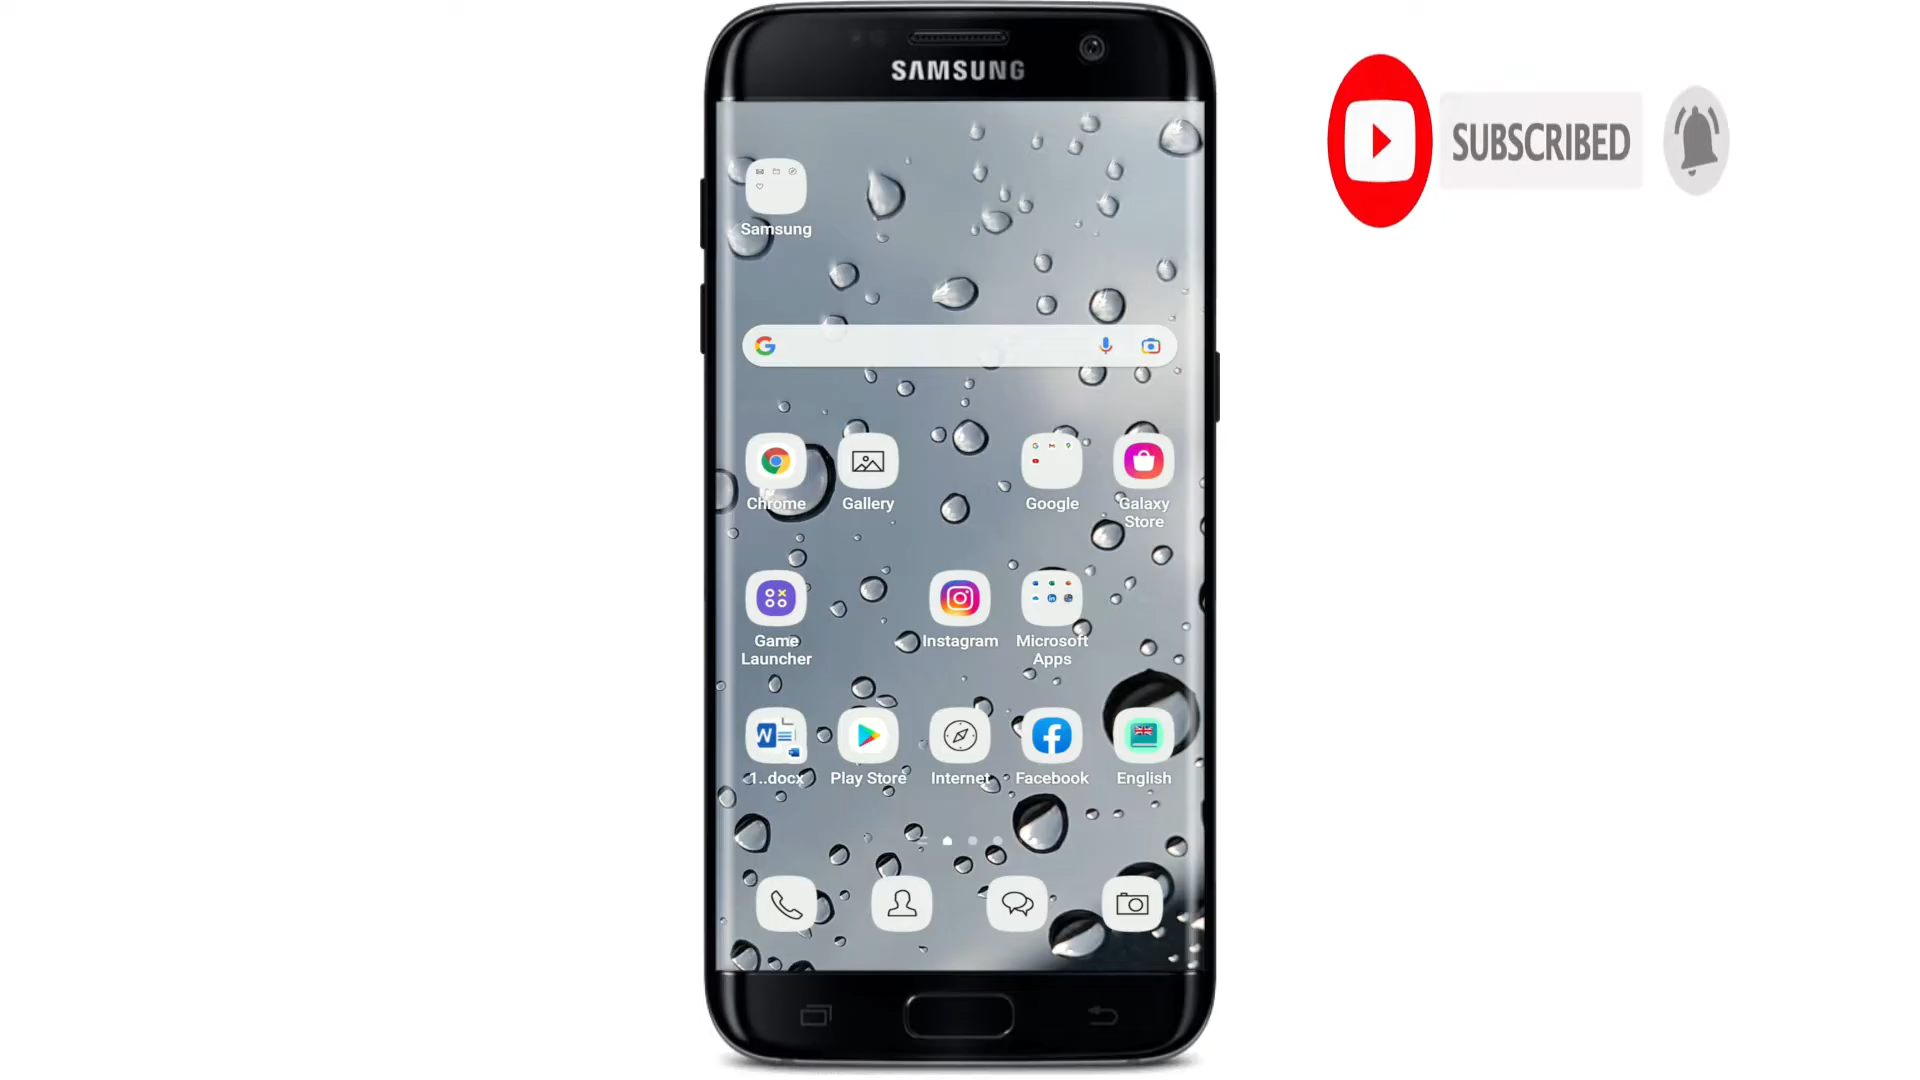 SAMSUNG
SUBSCRIBED
Samsung
Chrome
Gallery
Google
Galaxy
Store
Game
Launcher
Instagram
Microsoft
Apps
1..docx
Play Store
Internet
Facebook
English